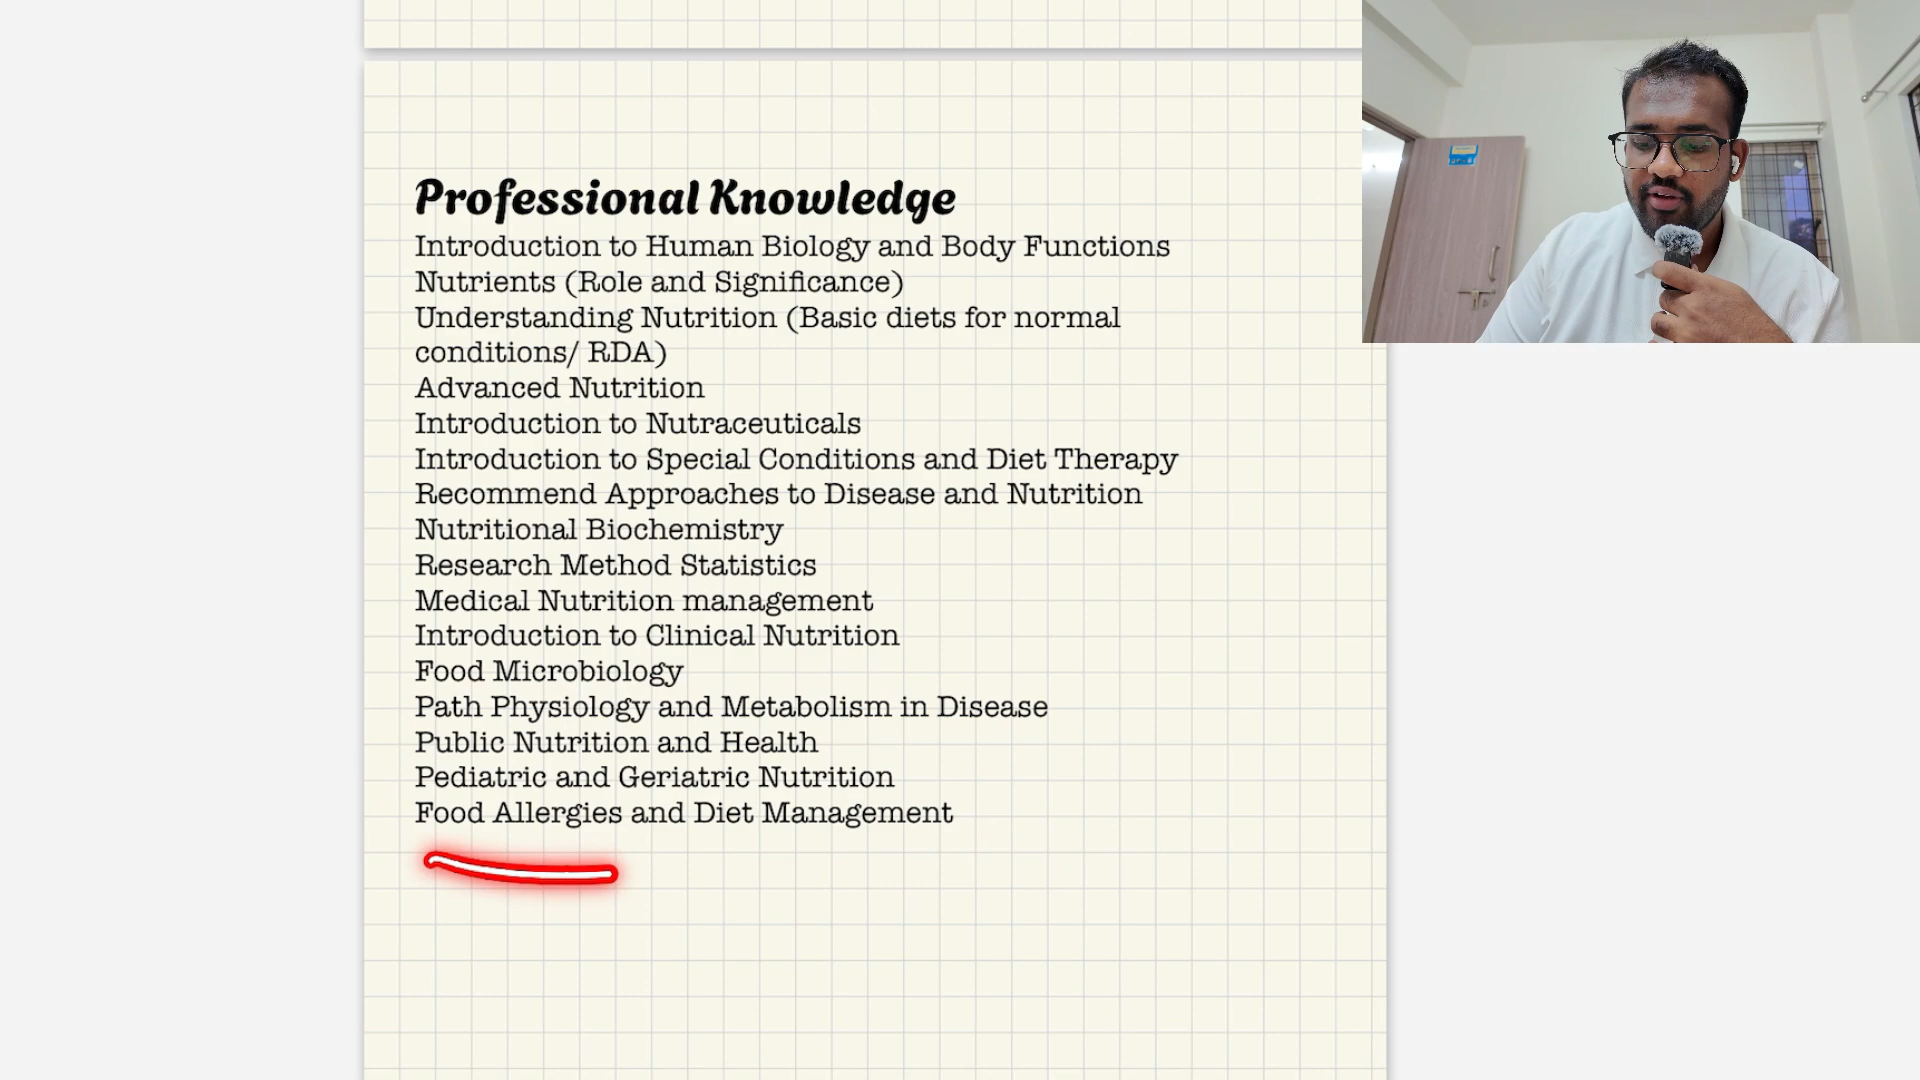 Professional Knowledge
Introduction to Human Biology and Body Functions
Nutrients (Role and Significance)
Understanding Nutrition (Basic diets for normal
conditions/ RDA)
Advanced Nutrition
Introduction to Nutraceuticals
Introduction to Special Conditions and Diet Therapy
Recommend Approaches to Disease and Nutrition
Nutritional Biochemistry
Research Method Statistics
Medical Nutrition management
Introduction to Clinical Nutrition
Food Microbiology
Path Physiology and Metabolism in Disease
Public Nutrition and Health
Pediatric and Geriatric Nutrition
Food Allergies and Diet Management